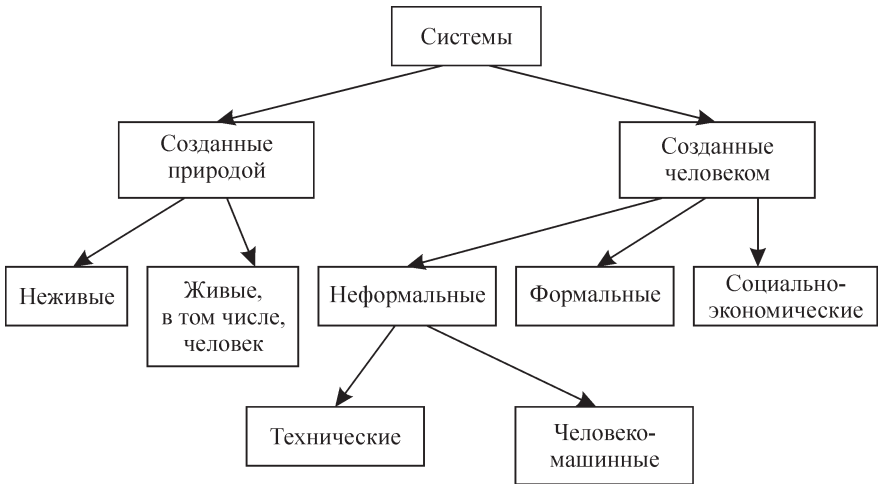 Системы
Созданные
природой
Созданные
человеком
Неживые
Живые,
в том числе,
человек
Неформальные
Формальные
Социально-
экономические
Технические
Человеко-
машинные